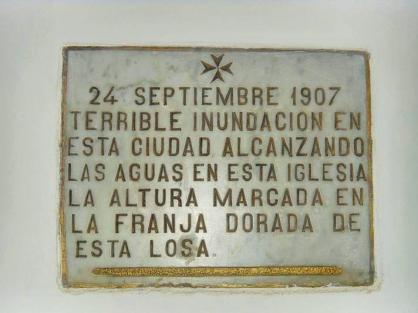 24 SEPTIEMBRE 1907
TERRIBLE INUNDACION EN
ESTA CIUDAD ALCANZANDO
LAS AGUAS EN ESTA IGLESIA
LA ALTURA MARCADA EN
LA FRANJA DORADA DE
ESTA LOSA.